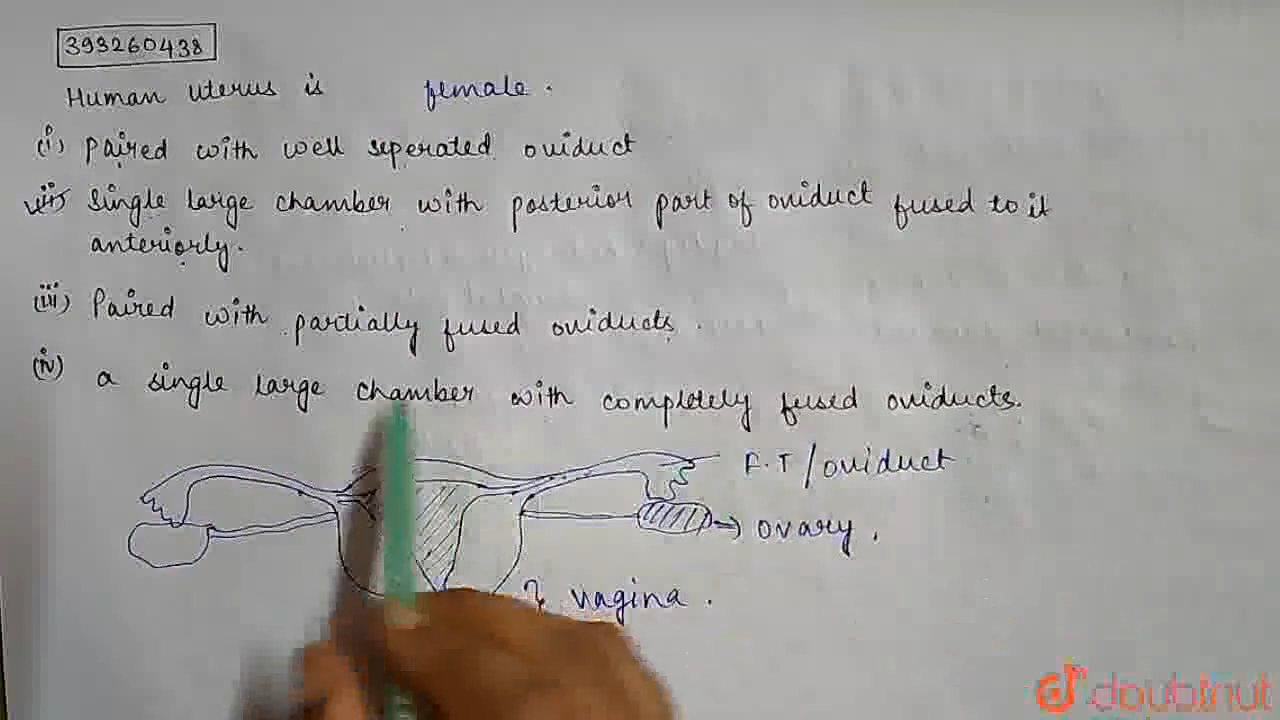 393260438
Human uterus is female.
(i) Paired with well seperated oviduct
(ii) Single large chamber with posterior part of oviduct fused to it
anteriorly.
(iii) Paired with partially fused oviducts.
(iv) a single large chamber with completely fused oviducts.
F.T/oviduct
ovary.
} vagina.
doubtnut